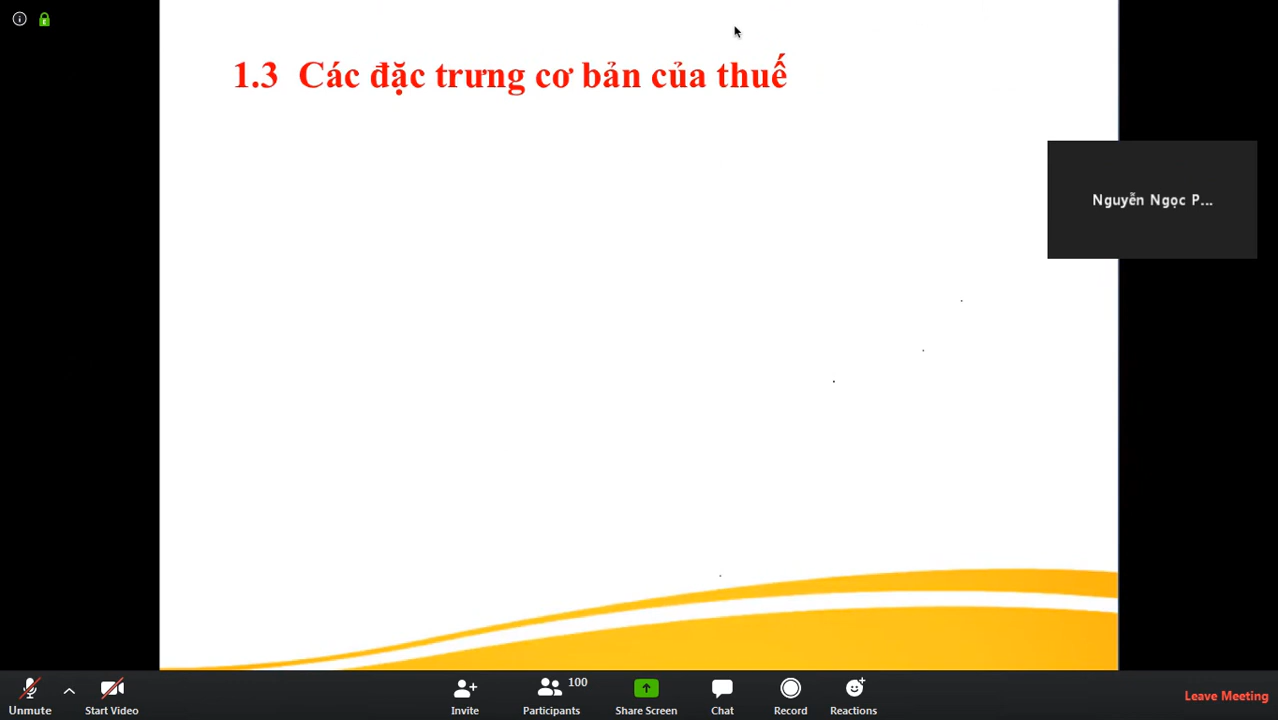 1.3 Các đặc trưng cơ bản của thuế
Nguyễn Ngọc P...
Unmute
Start Video
Invite
Participants
100
Share Screen
Chat
Record
Reactions
Leave Meeting